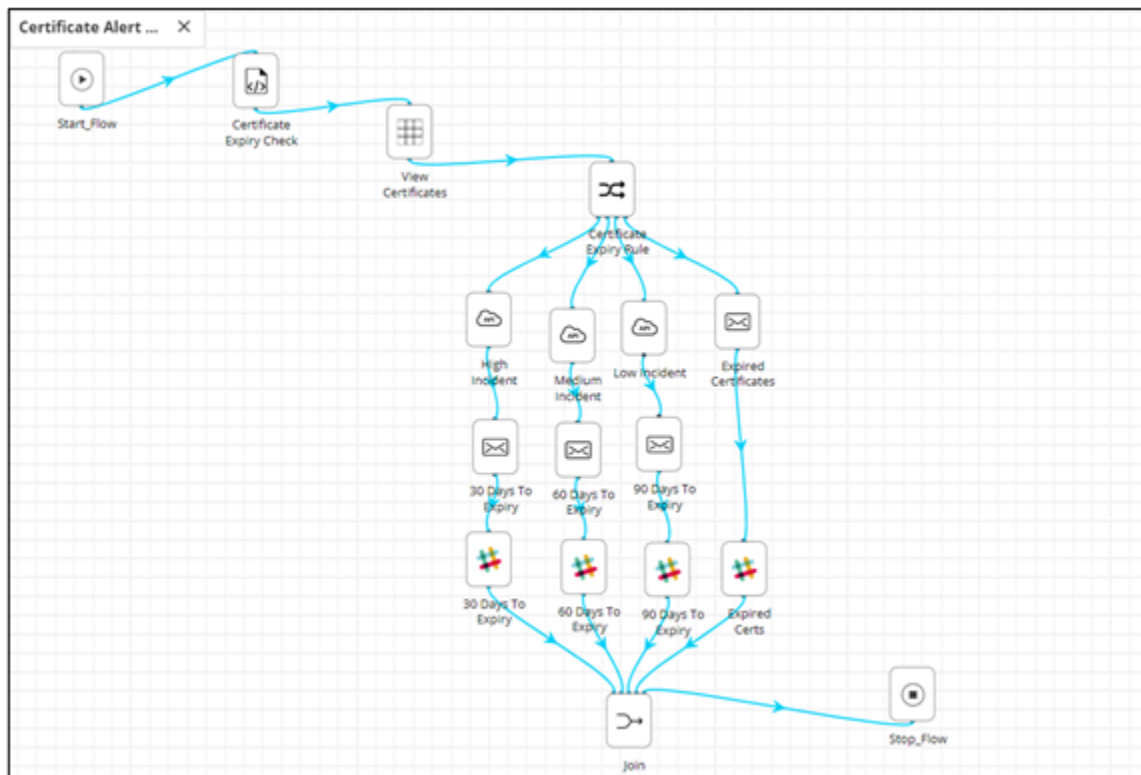 Certificate Alert ...
Start_Flow
Certificate
Expiry Check
View
Certificates
Certificate
Expiry Rule
High
Incident
Medium
Incident
Low Incident
Expired
Certificates
30 Days To
Expiry
60 Days To
Expiry
90 Days To
Expiry
30 Days To
Expiry
60 Days To
Expiry
90 Days To
Expiry
Expired
Certs
Join
Stop_Flow